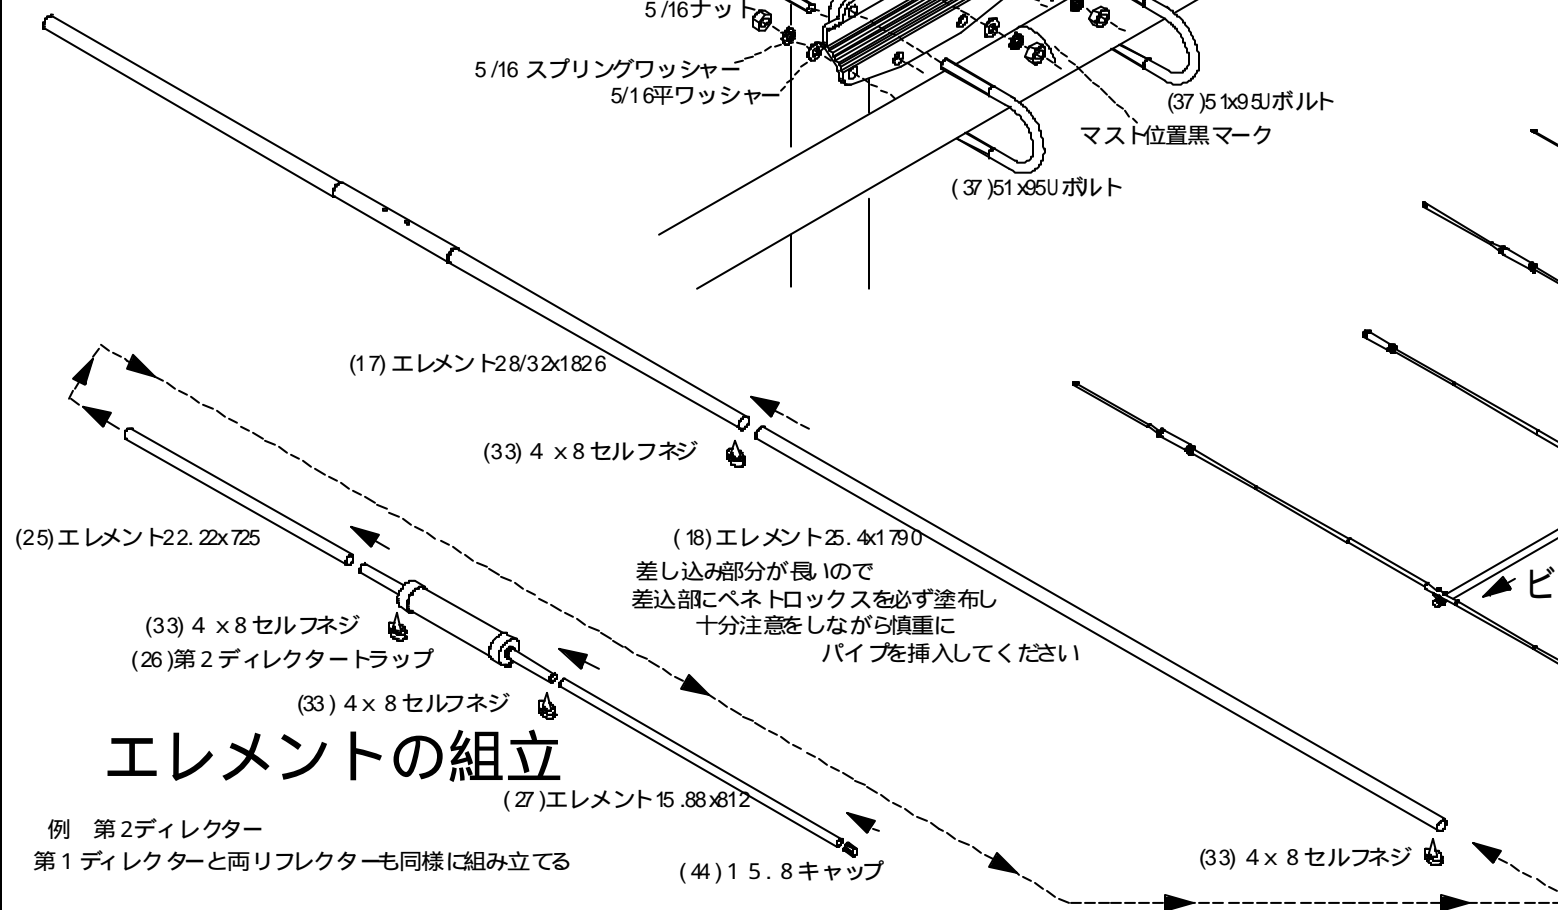 5/16ナット
5/16 スプリングワッシャー
5/16平ワッシャー
(37)51x95Uボルト
マスト位置黒マーク
(37)51x95Uボルト
(17)エレメント28/32x1826
(33)4 x 8 セルフネジ
(25)エレメント22.22x725
(18)エレメント25.4x1790
差し込み部分が長いので
差込部にペネトロックスを必ず塗布し
十分注意をしながら慎重に
パイプを挿入してください
ビ
(33)4 x 8 セルフネジ
(26)第2ディレクタートラップ
(33)4 x 8 セルフネジ
エレメントの組立
(27)エレメント15.88x812
例 第2ディレクター
第1ディレクターと両リフレクターも同様に組み立てる
(44)15.8キャップ
(33)4 x 8 セルフネジ